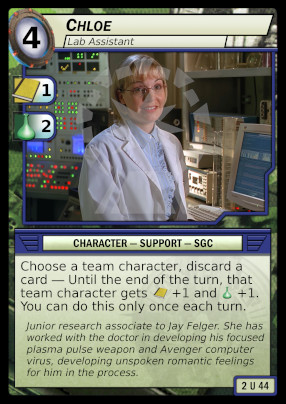 4
Chloe
Lab Assistant
1
2
CHARACTER — SUPPORT — SGC
Choose a team character, discard a
card — Until the end of the turn, that
team character gets +1 and +1.
You can do this only once each turn.
Junior research associate to Jay Felger. She has
worked with the doctor in developing his focused
plasma pulse weapon and Avenger computer
virus, developing unspoken romantic feelings
for him in the process.
2 U 44